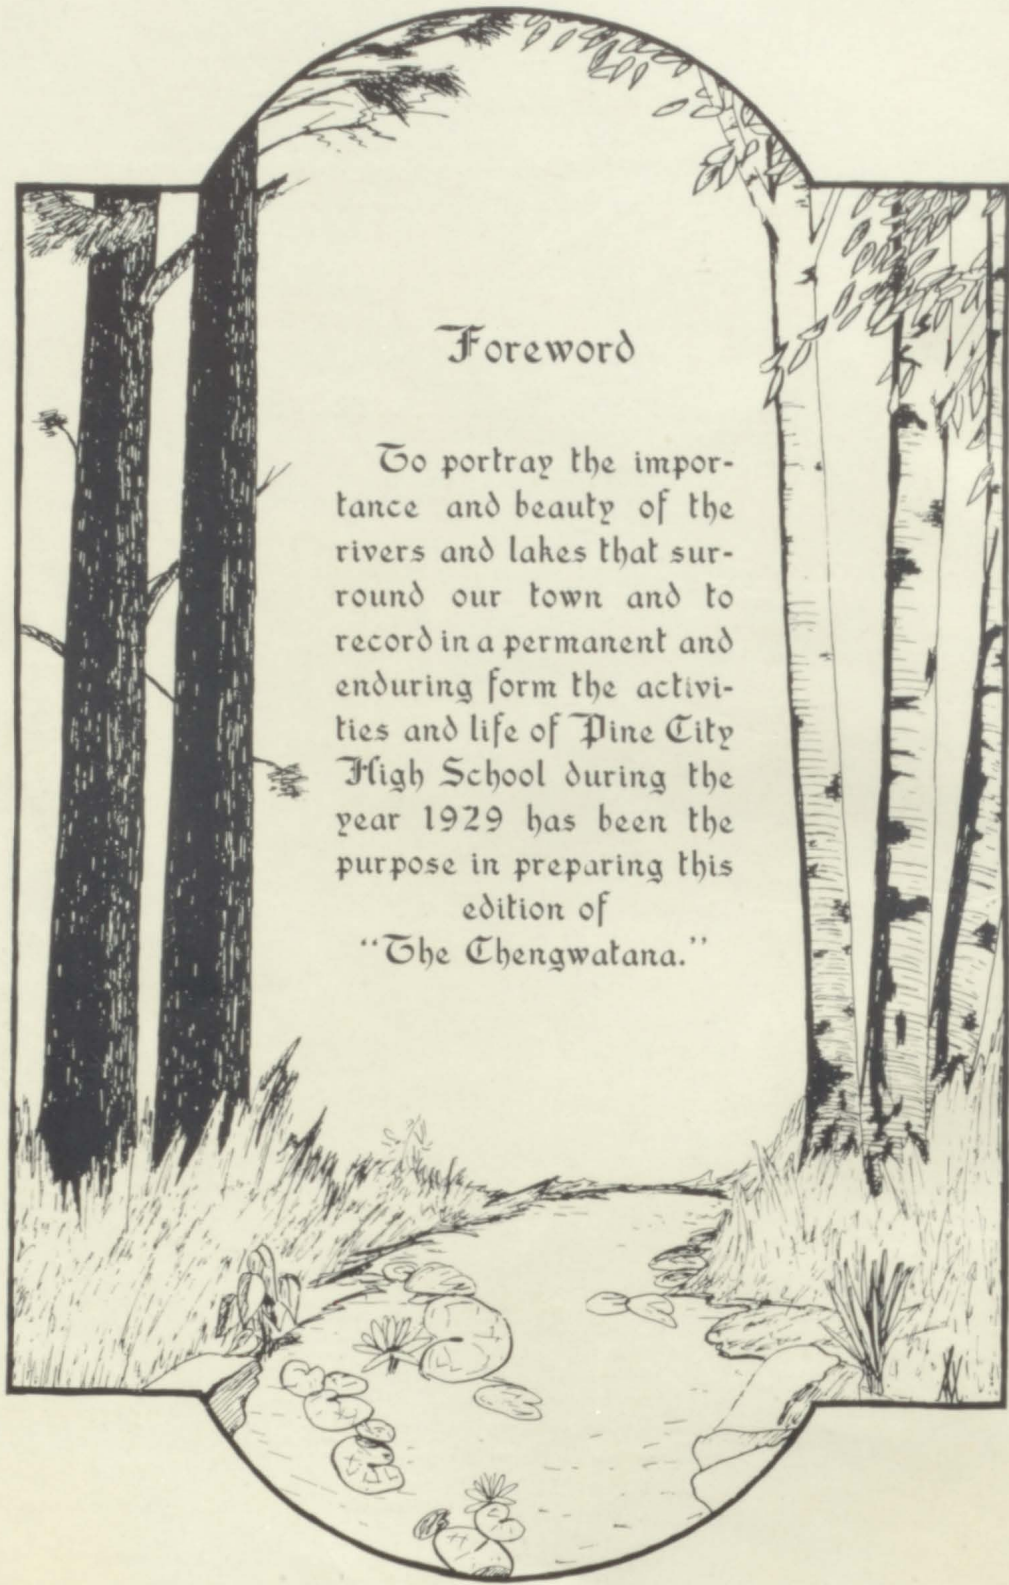 Foreword
To portray the impor-
tance and beauty of the
rivers and lakes that sur-
round our town and to
record in a permanent and
enduring form the activi-
ties and life of Pine City
High School during the
year 1929 has been the
purpose in preparing this
edition of
“The Chengwatana.”